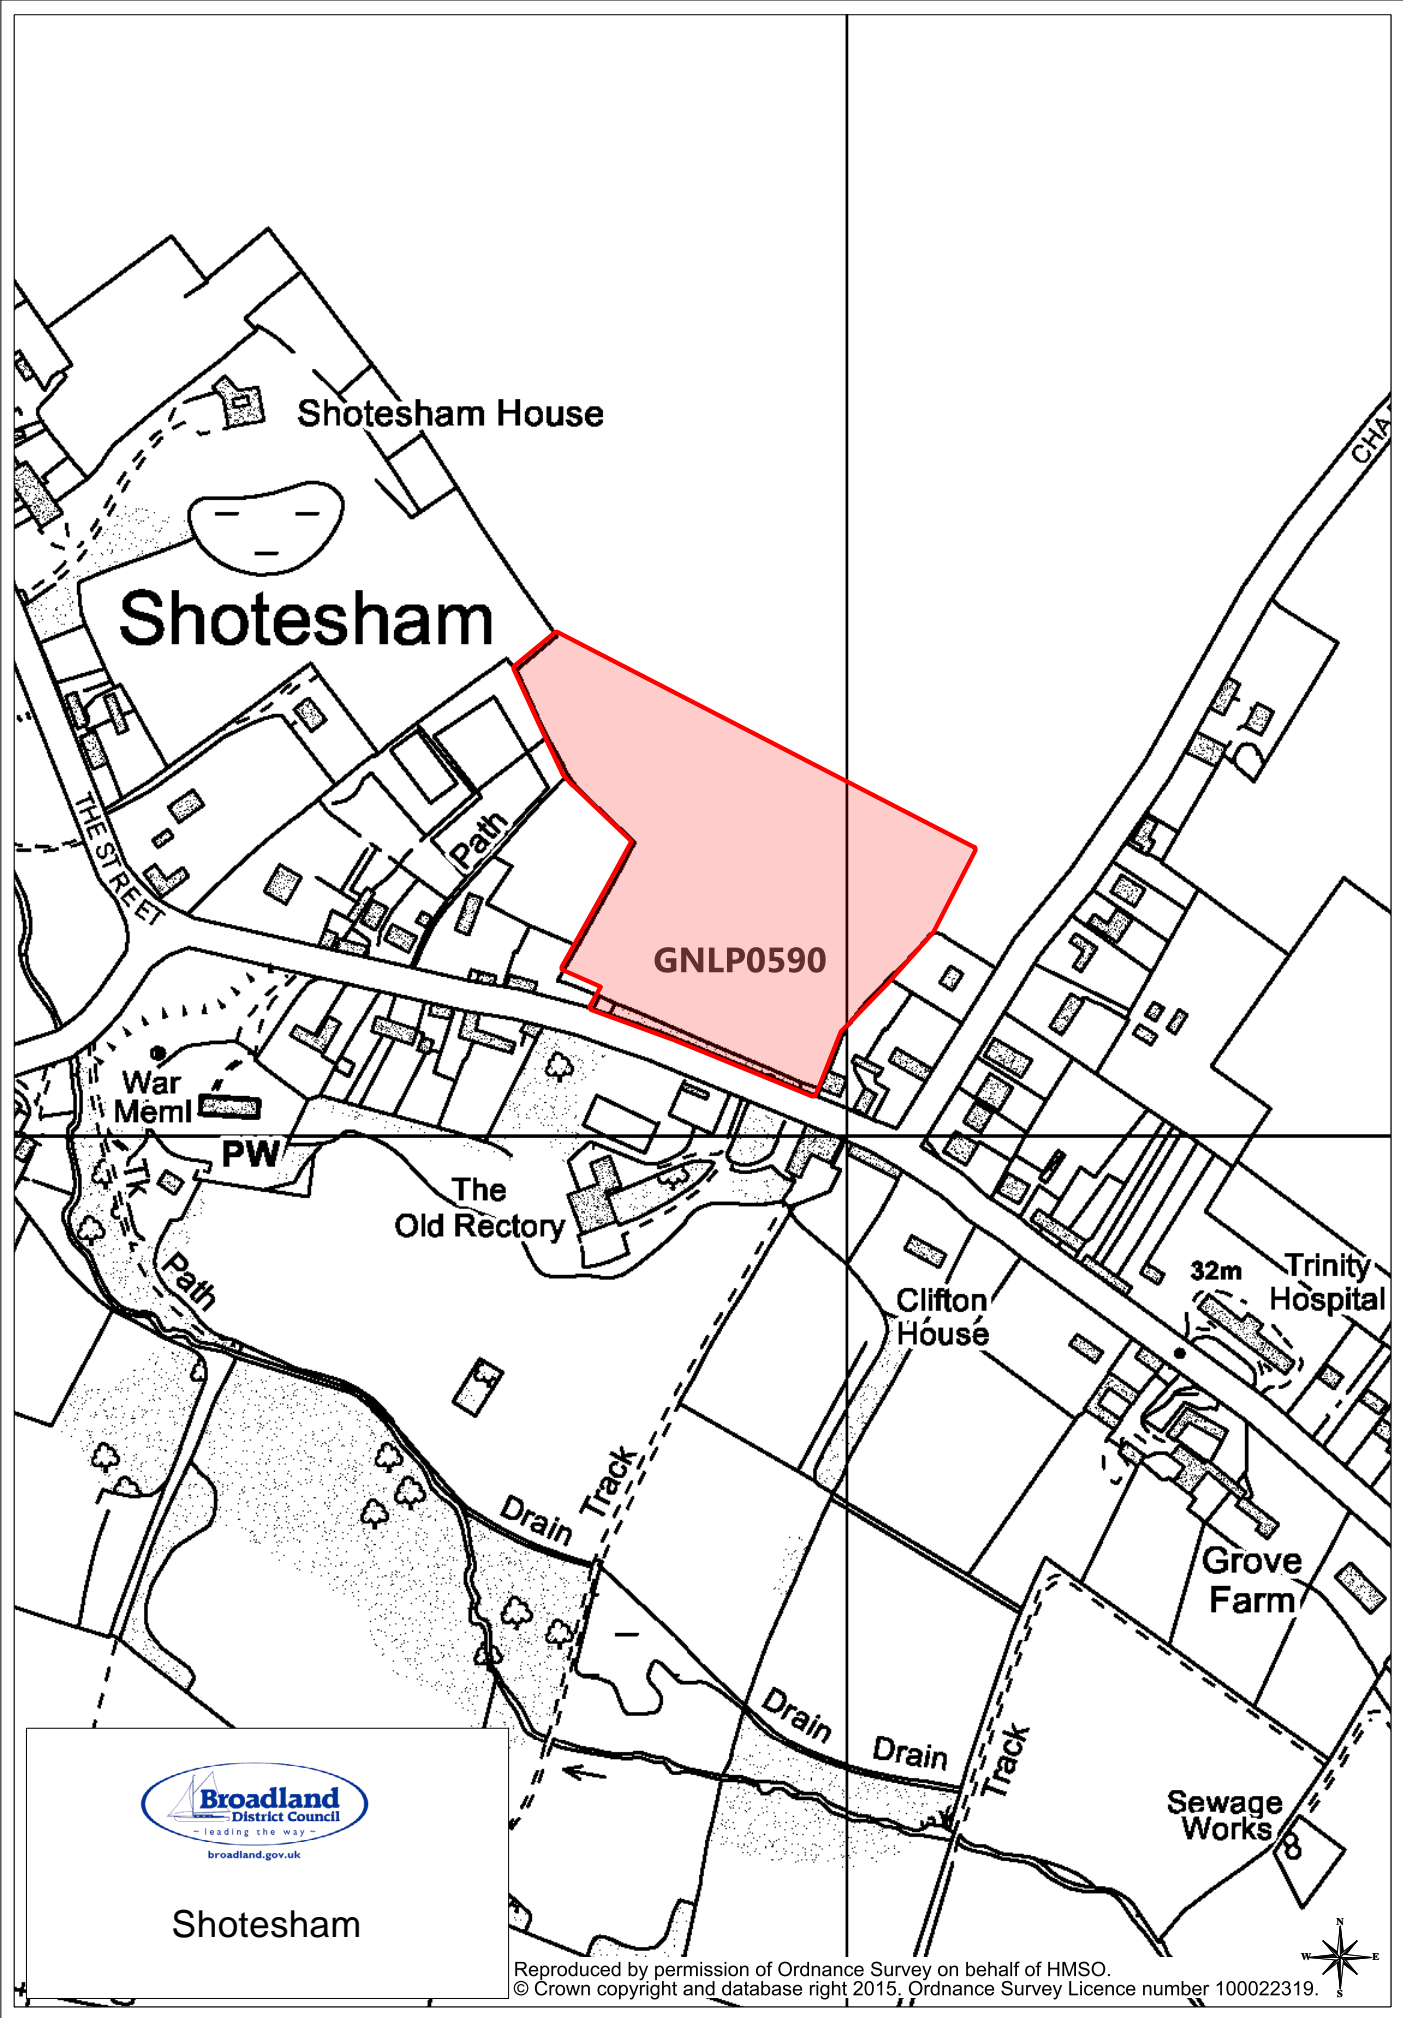 CHA
Shotesham House
Shotesham
THE STREET
Path
GNLP0590
War
Meml
PW
Tk
The
Old Rectory
Path
32m
Trinity
Hospital
Clifton
House
Track
Drain
Grove
Farm
Drain
Drain
Track
Sewage
Works
Broadland
District Council
~ leading the way ~
broadland.gov.uk
Shotesham
N
W E
S
Reproduced by permission of Ordnance Survey on behalf of HMSO.
© Crown copyright and database right 2015. Ordnance Survey Licence number 100022319.